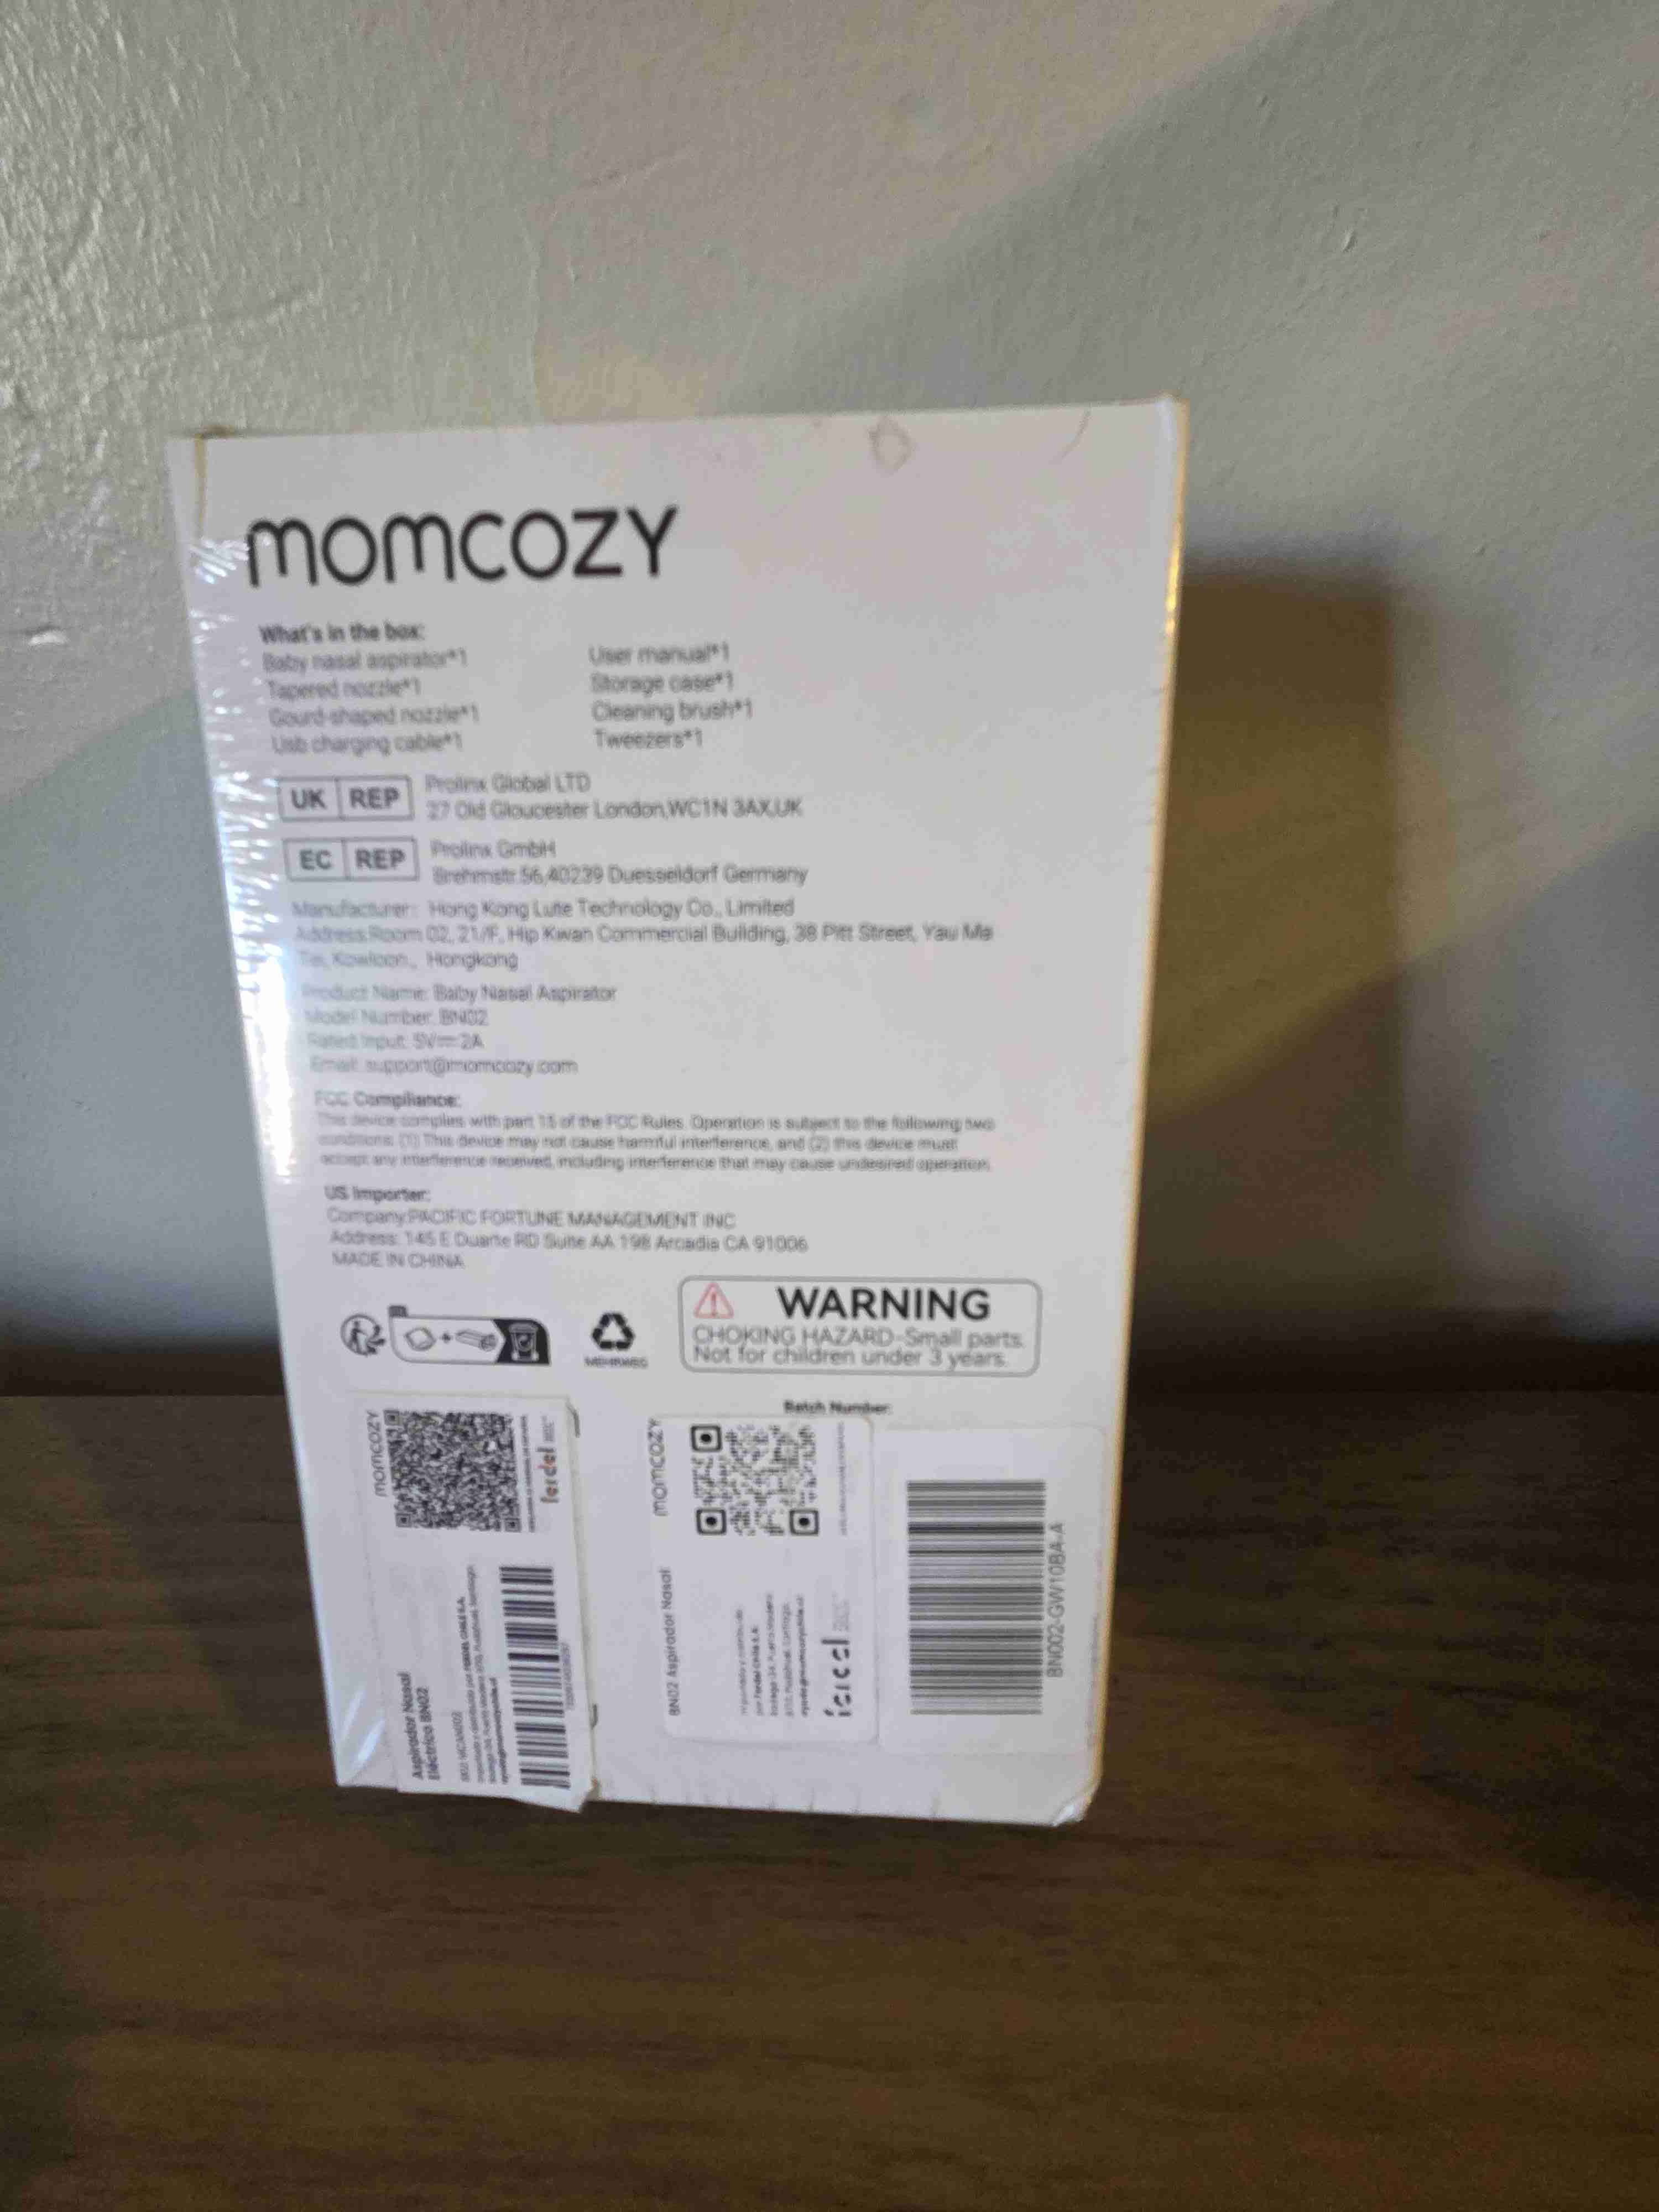 momcozy
What's in the box:
Baby nasal aspirator*1
Tapered nozzle*1
Gourd-shaped nozzle*1
Usb charging cable*1
User manual*1
Storage case*1
Cleaning brush*1
Tweezers*1
UK REP
Prolinx Global LTD
27 Old Gloucester London,WC1N 3AX,UK
EC REP
Prolinx GmbH
Brehmstr.56,40239 Duesseldorf Germany
Manufacturer: Hong Kong Lute Technology Co., Limited
Address:Room 02, 21/F, Hip Kwan Commercial Building, 38 Pitt Street, Yau Ma
Tei, Kowloon., Hongkong
Product Name: Baby Nasal Aspirator
Model Number: BN02
Rated Input: 5V⎓2A
Email: support@momcozy.com
FCC Compliance:
This device complies with part 15 of the FCC Rules. Operation is subject to the following two
conditions: (1) This device may not cause harmful interference, and (2) this device must
accept any interference received, including interference that may cause undesired operation.
US Importer:
Company:PACIFIC FORTUNE MANAGEMENT INC
Address: 145 E Duarte RD Suite AA 198 Arcadia CA 91006
MADE IN CHINA
WARNING
CHOKING HAZARD-Small parts.
Not for children under 3 years.
Batch Number:
momcozy
ferdel
Aspirador Nasal
Eléctrico BN02
momcozy
BN02 Aspirador Nasal
BN002-GW10BA-A